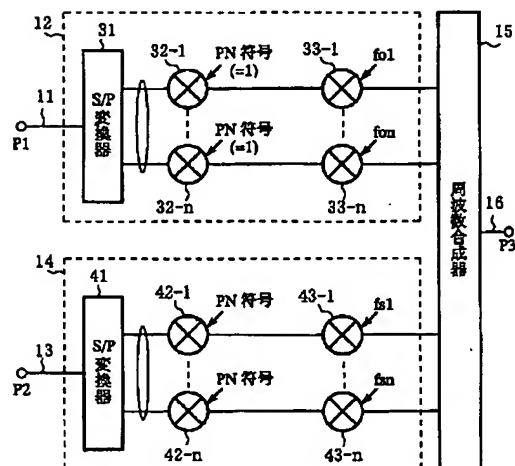 12
31
32-1
PN 符号
(=1)
33-1
fo1
15
11
P1
S/P
変換器
PN 符号
(=1)
fon
32-n
33-n
周波数合成器
16
P3
14
41
42-1
PN 符号
43-1
fs1
13
P2
S/P
変換器
PN 符号
fsn
42-n
43-n